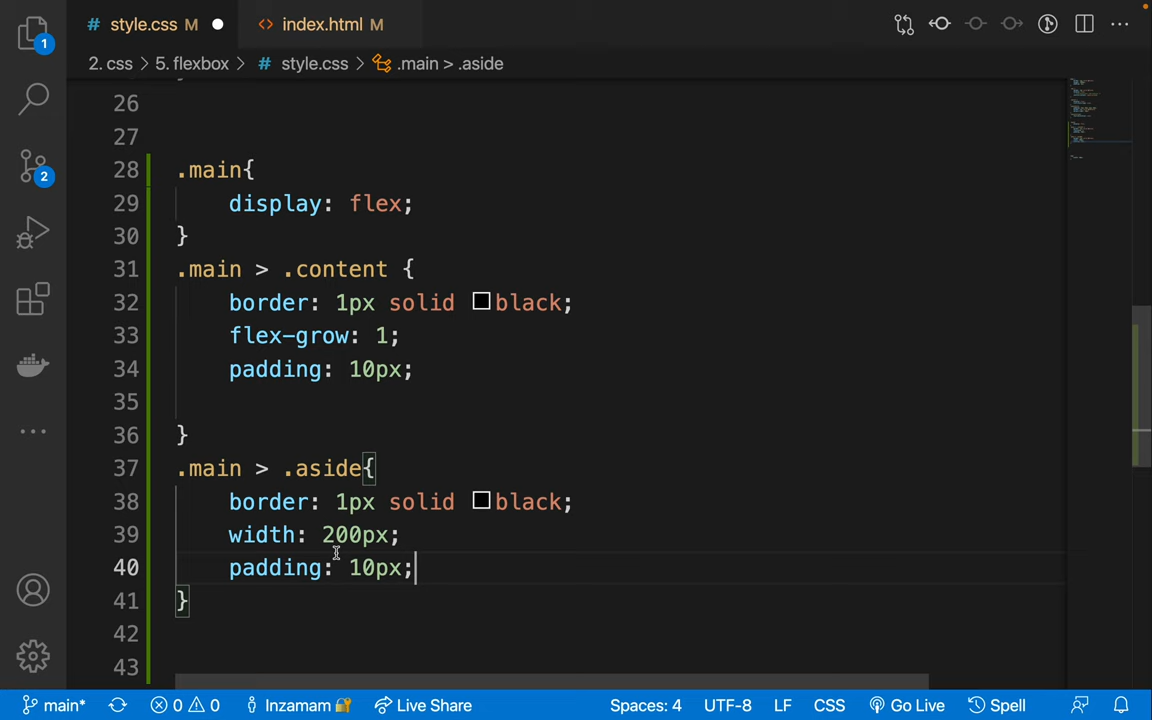 # style.css M
<> index.html M
2. css > 5. flexbox > # style.css > .main > .aside
26
27
28 .main{
29 display: flex;
30 }
31 .main > .content {
32 border: 1px solid black;
33 flex-grow: 1;
34 padding: 10px;
35
36 }
37 .main > .aside{
38 border: 1px solid black;
39 width: 200px;
40 padding: 10px;
41 }
42
43
1
2
main* 0 0 Inzamam Live Share Spaces: 4 UTF-8 LF CSS Go Live Spell